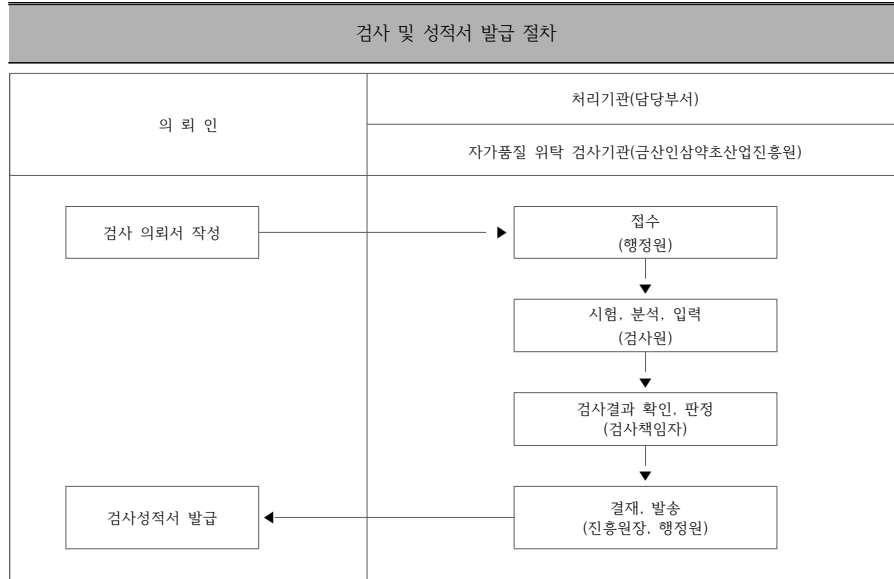 검사 및 성적서 발급 절차
의 뢰 인
처리기관(담당부서)
자가품질 위탁 검사기관(금산인삼약초산업진흥원)
검사 의뢰서 작성
접수
(행정원)
시험, 분석, 입력
(검사원)
검사결과 확인, 판정
(검사책임자)
검사성적서 발급
결재, 발송
(진흥원장, 행정원)